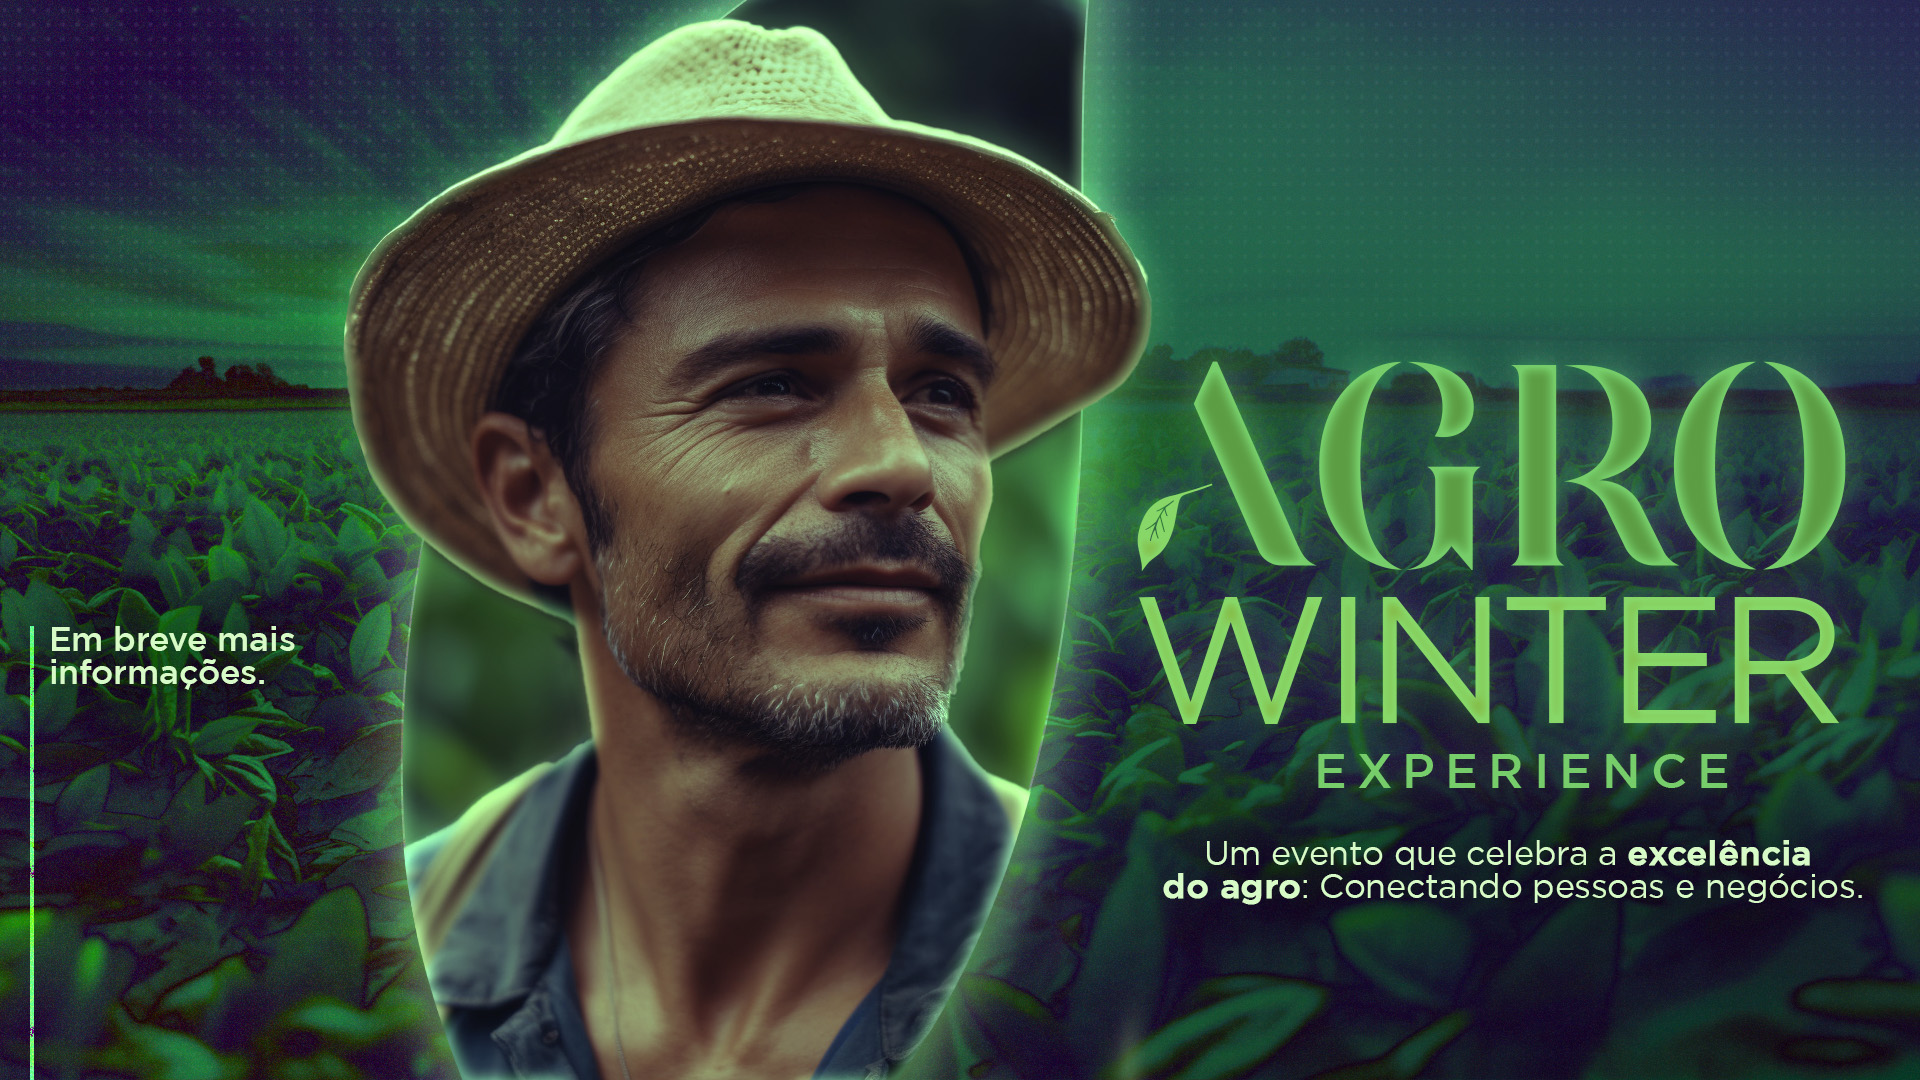 Em breve mais
informações.
AGRO
WINTER
EXPERIENCE
Um evento que celebra a excelência
do agro: Conectando pessoas e negócios.